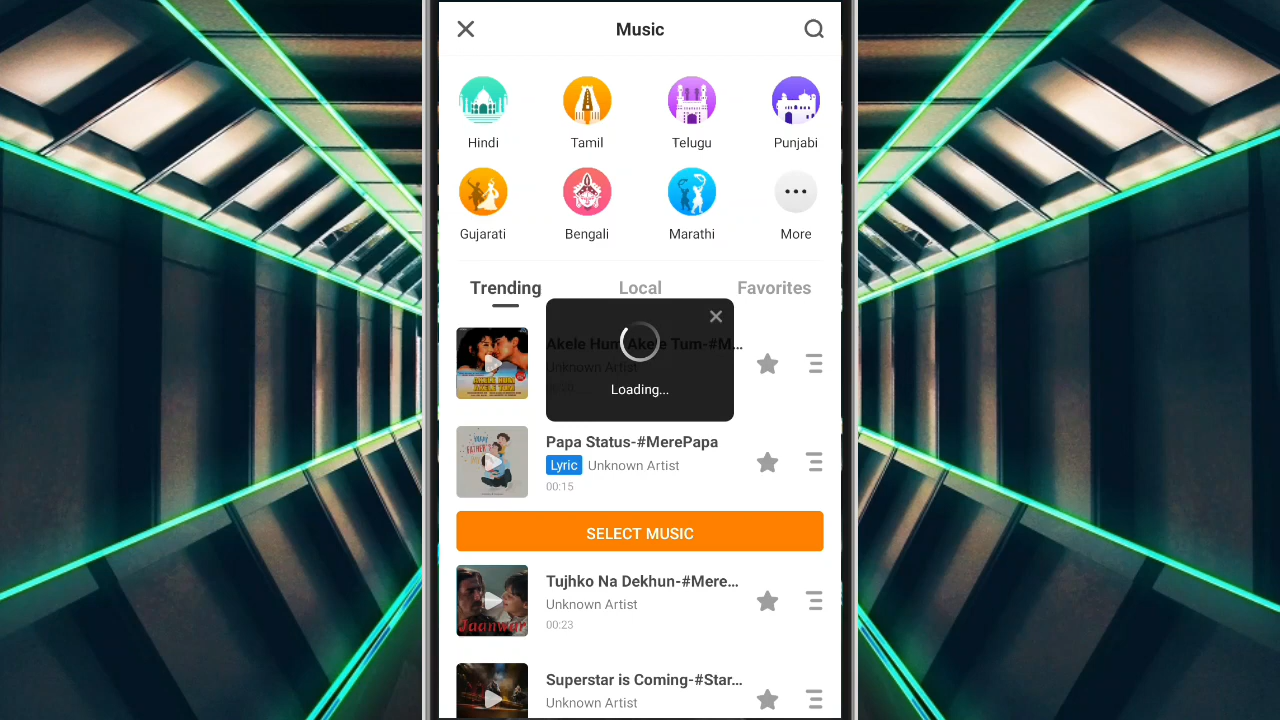 Music
Hindi
Tamil
Telugu
Punjabi
Gujarati
Bengali
Marathi
More
Trending
Local
Favorites
Akele Hum Akele Tum-#M...
Unknown Artist
Loading...
Papa Status-#MerePapa
Lyric Unknown Artist
00:15
SELECT MUSIC
Tujhko Na Dekhun-#Mere...
Unknown Artist
00:23
Jaanwar
Superstar is Coming-#Star...
Unknown Artist